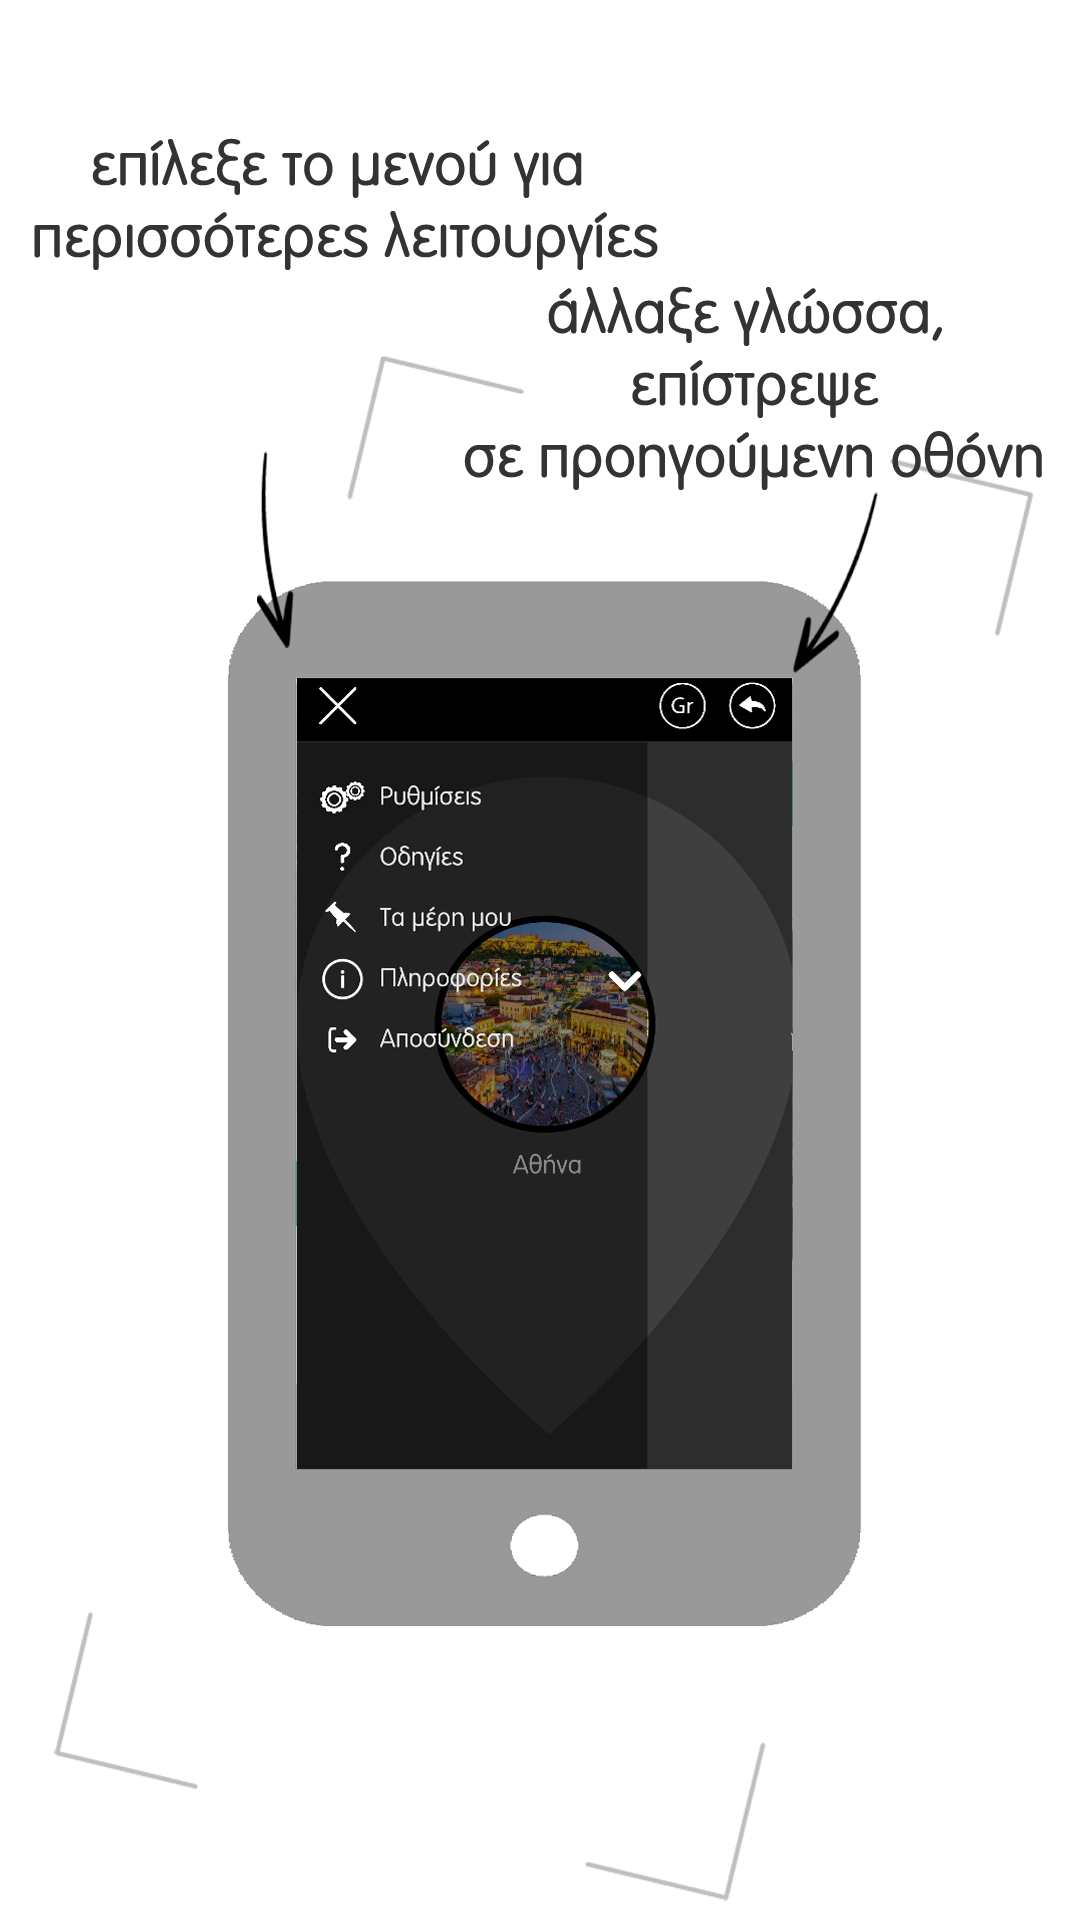 επίλεξε το μενού για
περισσότερες λειτουργίες
άλλαξε γλώσσα,
επίστρεψε
σε προηγούμενη οθόνη
Gr
Ρυθμίσεις
Οδηγίες
Τα μέρη μου
Πληροφορίες
Αποσύνδεση
Αθήνα